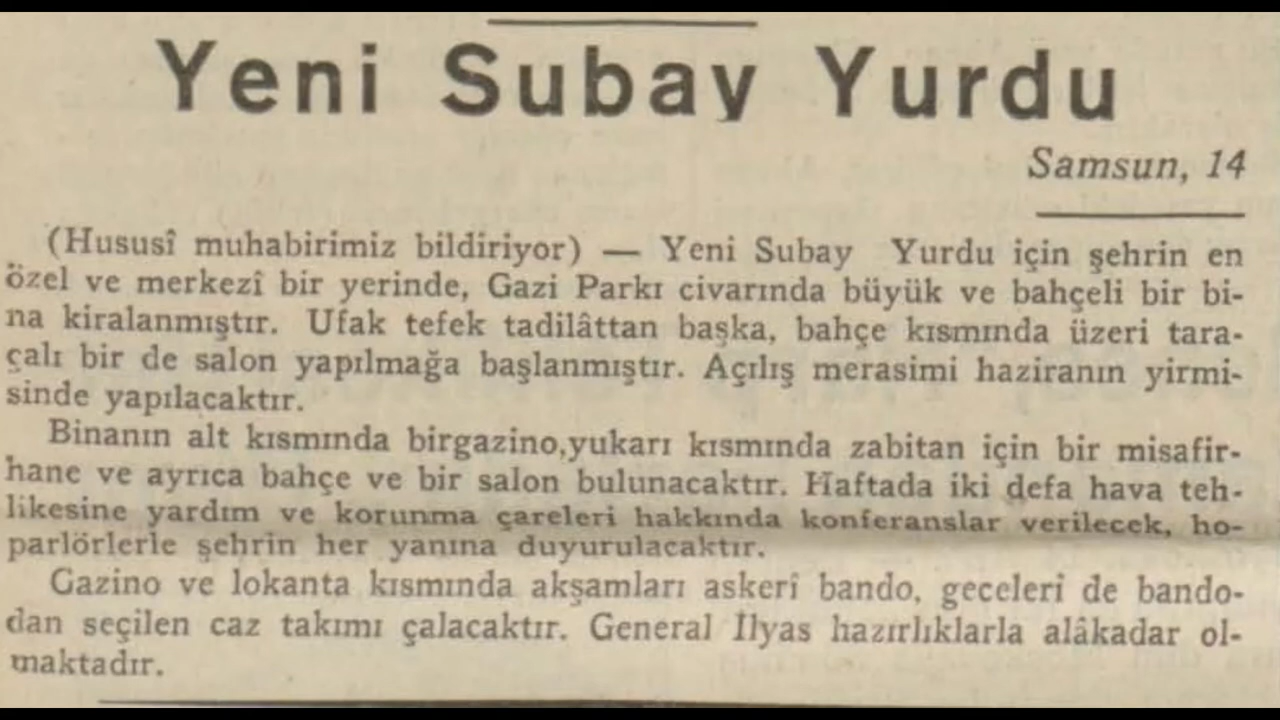 Yeni Subay Yurdu
Samsun, 14
(Hususî muhabirimiz bildiriyor) — Yeni Subay Yurdu için şehrin en
özel ve merkezî bir yerinde, Gazi Parkı civarında büyük ve bahçeli bir bi-
na kiralanmıştır. Ufak tefek tadilâttan başka, bahçe kısmında üzeri tara-
çalı bir de salon yapılmağa başlanmıştır. Açılış merasimi haziranın yirmi-
sinde yapılacaktır.
Binanın alt kısmında birgazino,yukarı kısmında zabitan için bir misafir-
hane ve ayrıca bahçe ve bir salon bulunacaktır. Haftada iki defa hava teh-
likesine yardım ve korunma çareleri hakkında konferanslar verilecek, ho-
parlörlerle şehrin her yanına duyurulacaktır.
Gazino ve lokanta kısmında akşamları askerî bando, geceleri de bando-
dan seçilen caz takımı çalacaktır. General İlyas hazırlıklarla alâkadar ol-
maktadır.